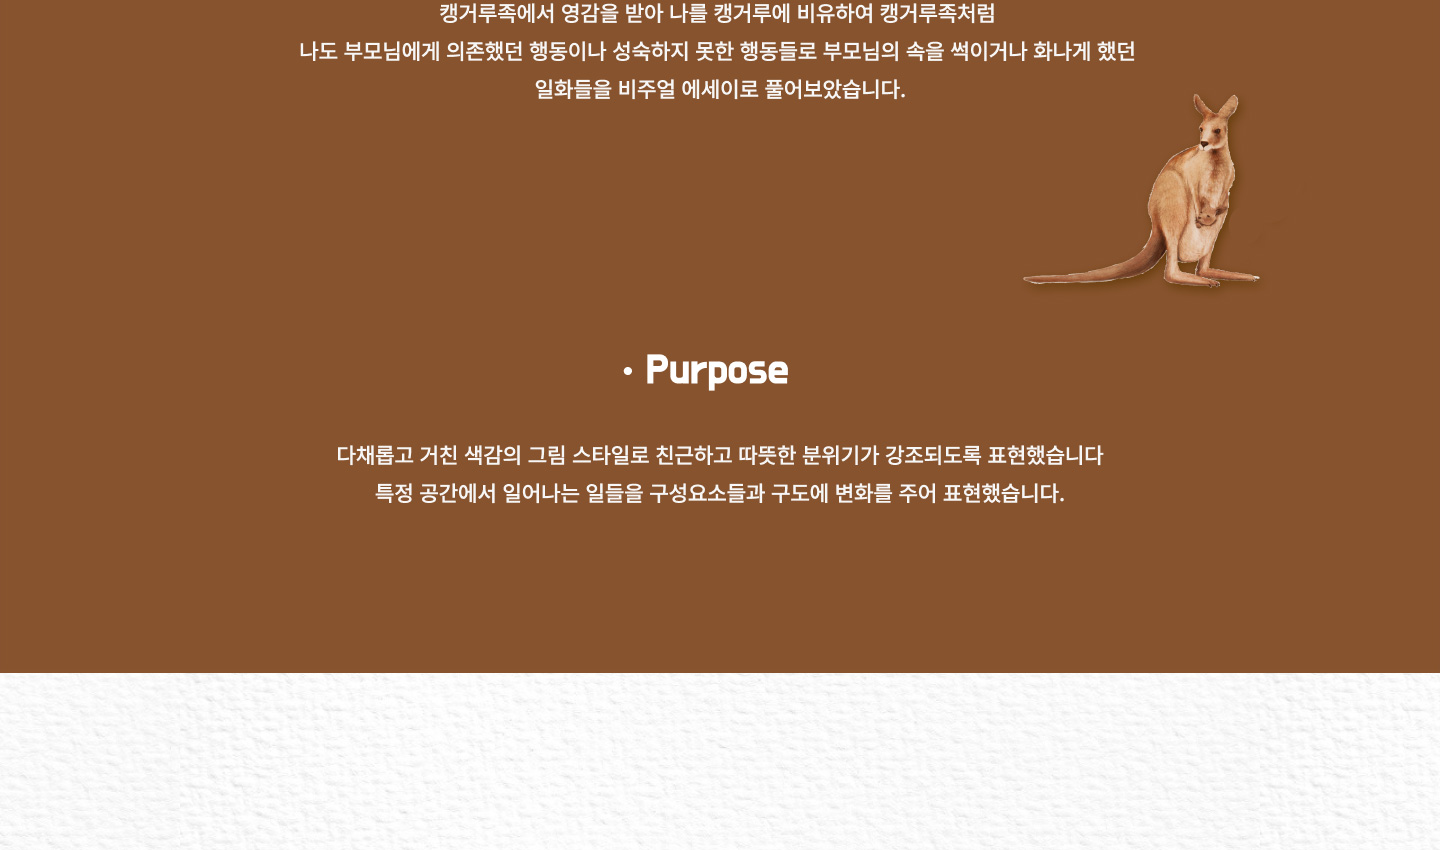 캥거루족에서 영감을 받아 나를 캥거루에 비유하여 캥거루족처럼
나도 부모님에게 의존했던 행동이나 성숙하지 못한 행동들로 부모님의 속을 썩이거나 화나게 했던
일화들을 비주얼 에세이로 풀어보았습니다.
• Purpose
다채롭고 거친 색감의 그림 스타일로 친근하고 따뜻한 분위기가 강조되도록 표현했습니다
특정 공간에서 일어나는 일들을 구성요소들과 구도에 변화를 주어 표현했습니다.